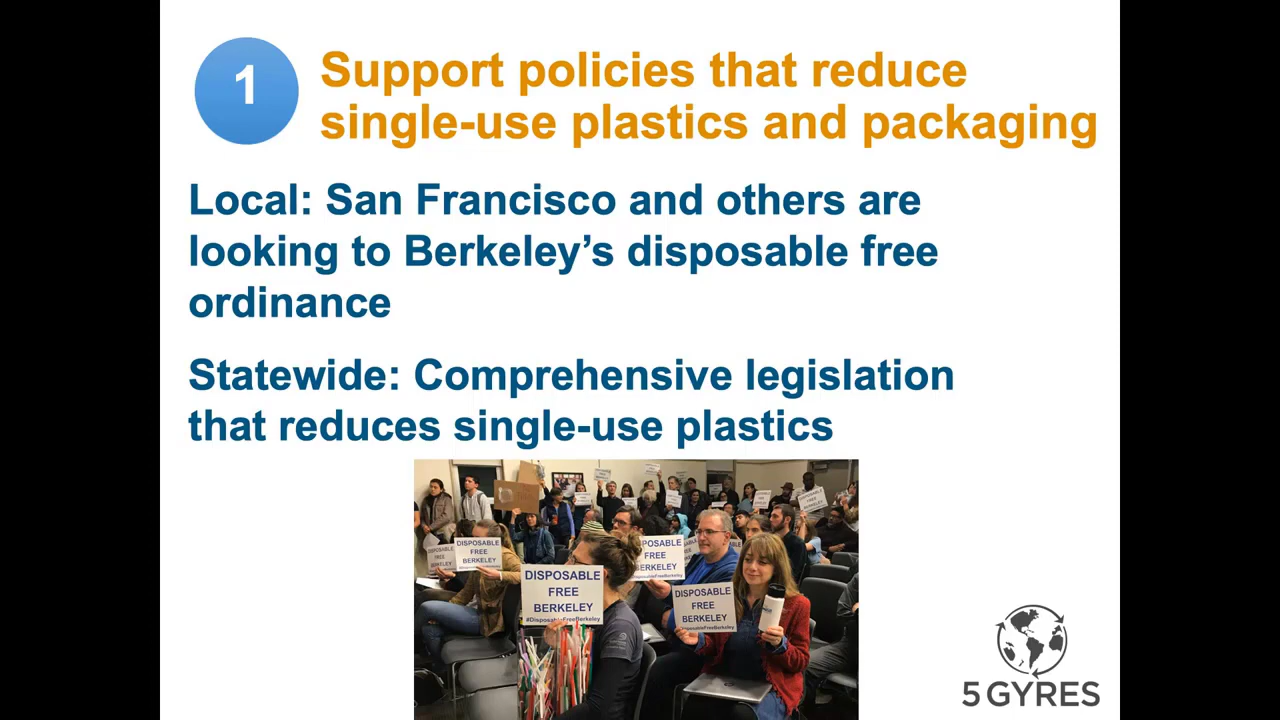 1
Support policies that reduce
single-use plastics and packaging
Local: San Francisco and others are
looking to Berkeley’s disposable free
ordinance
Statewide: Comprehensive legislation
that reduces single-use plastics
DISPOSABLE
FREE
BERKELEY
DISPOSABLE
FREE
BERKELEY
#DisposableFreeBerkeley
DISPOSABLE
FREE
BERKELEY
DISPOSABLE
FREE
BERKELEY
5 GYRES